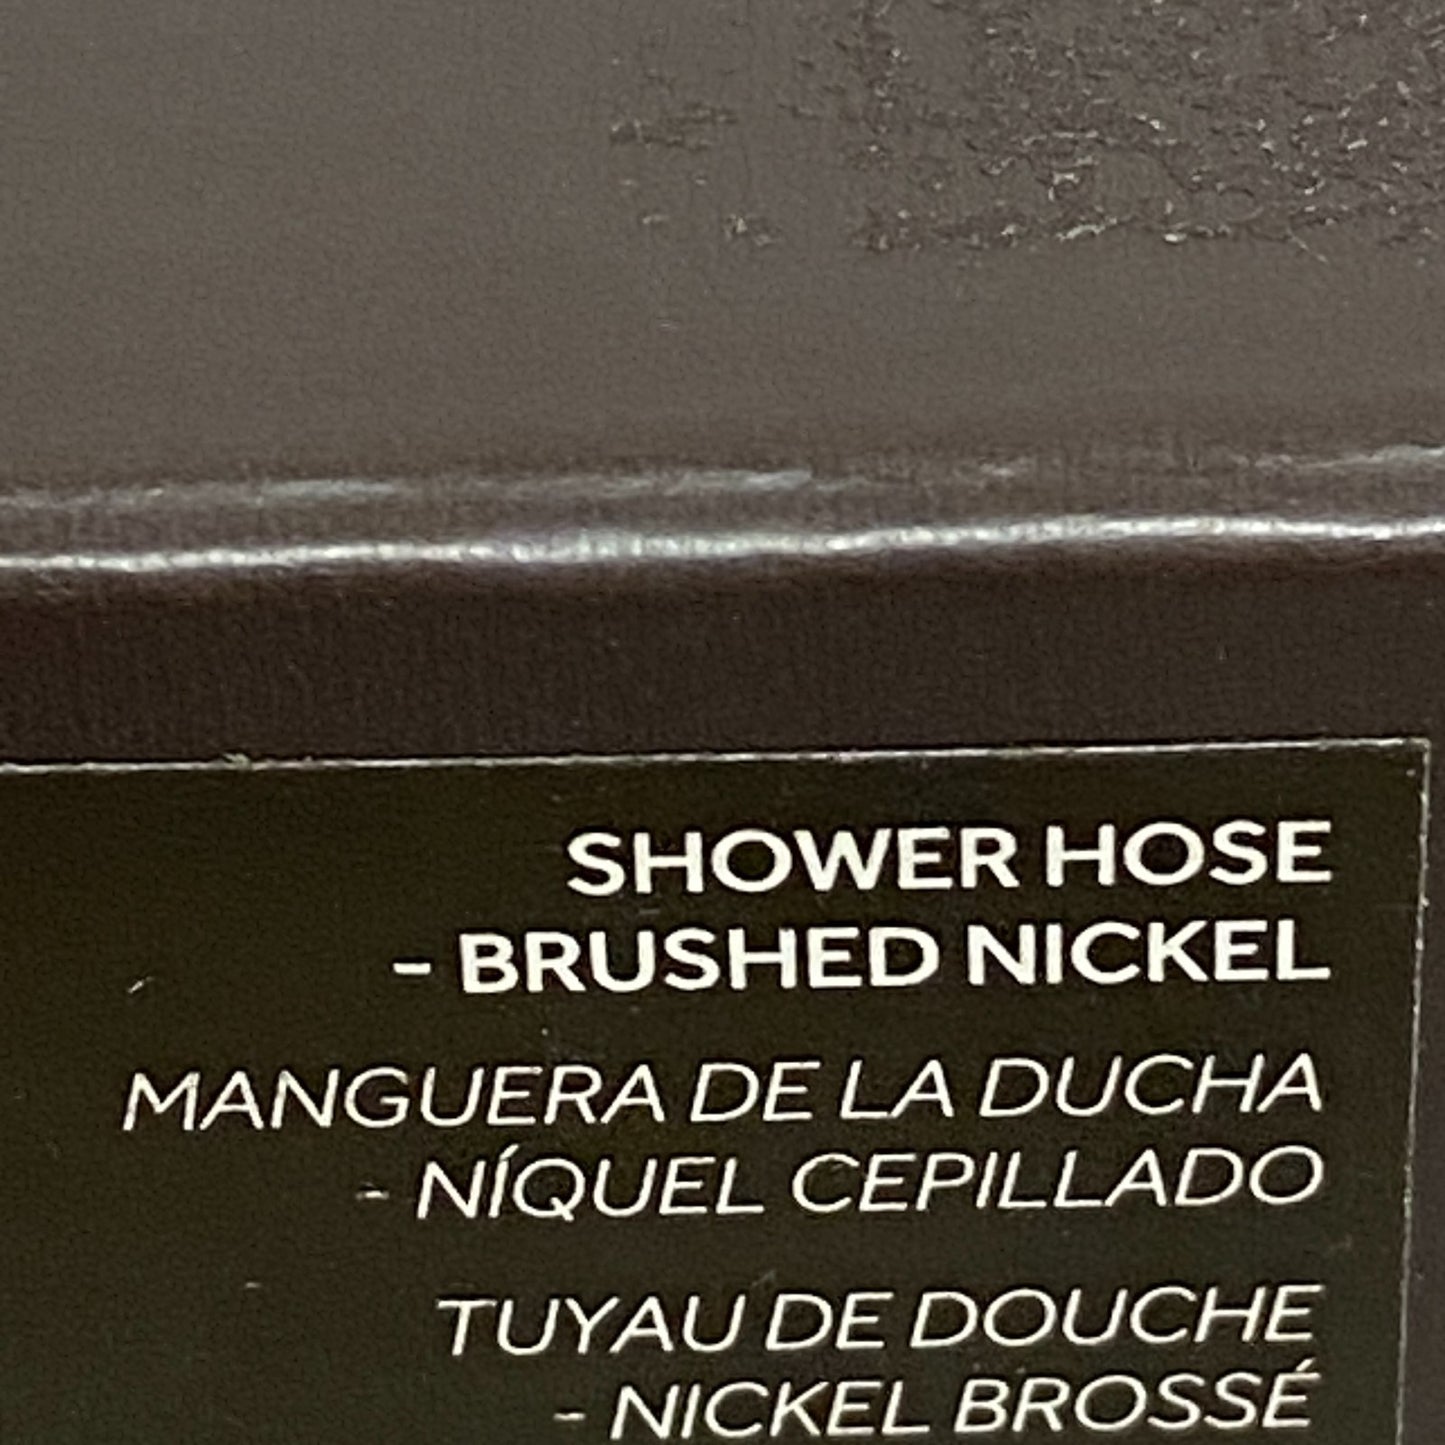 SHOWER HOSE
- BRUSHED NICKEL
MANGUERA DE LA DUCHA
- NÍQUEL CEPILLADO
TUYAU DE DOUCHE
- NICKEL BROSSÉ